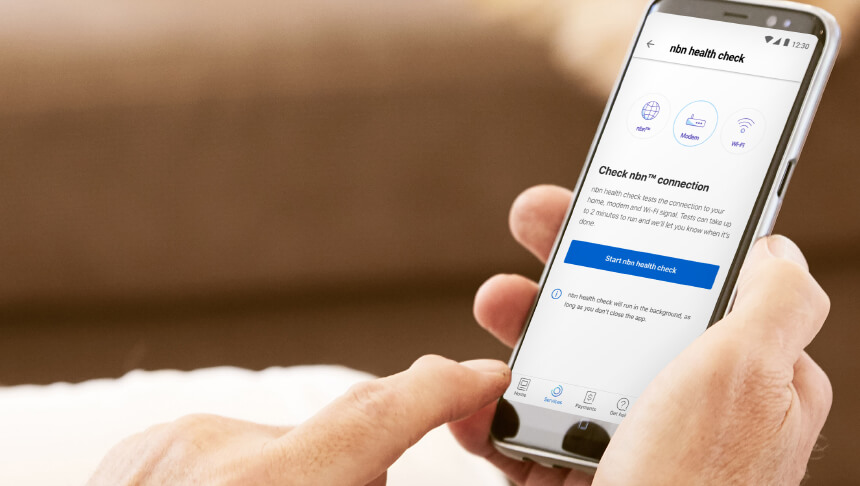 12:30
nbn health check
nbn™
Modem
Wi-Fi
Check nbn™ connection
nbn health check tests the connection to your
home, modem and Wi-Fi signal. Tests can take up
to 2 minutes to run and we'll let you know when it's
done.
Start nbn health check
nbn health check will run in the background, as
long as you don't close the app.
Home
Services
Payments
Get